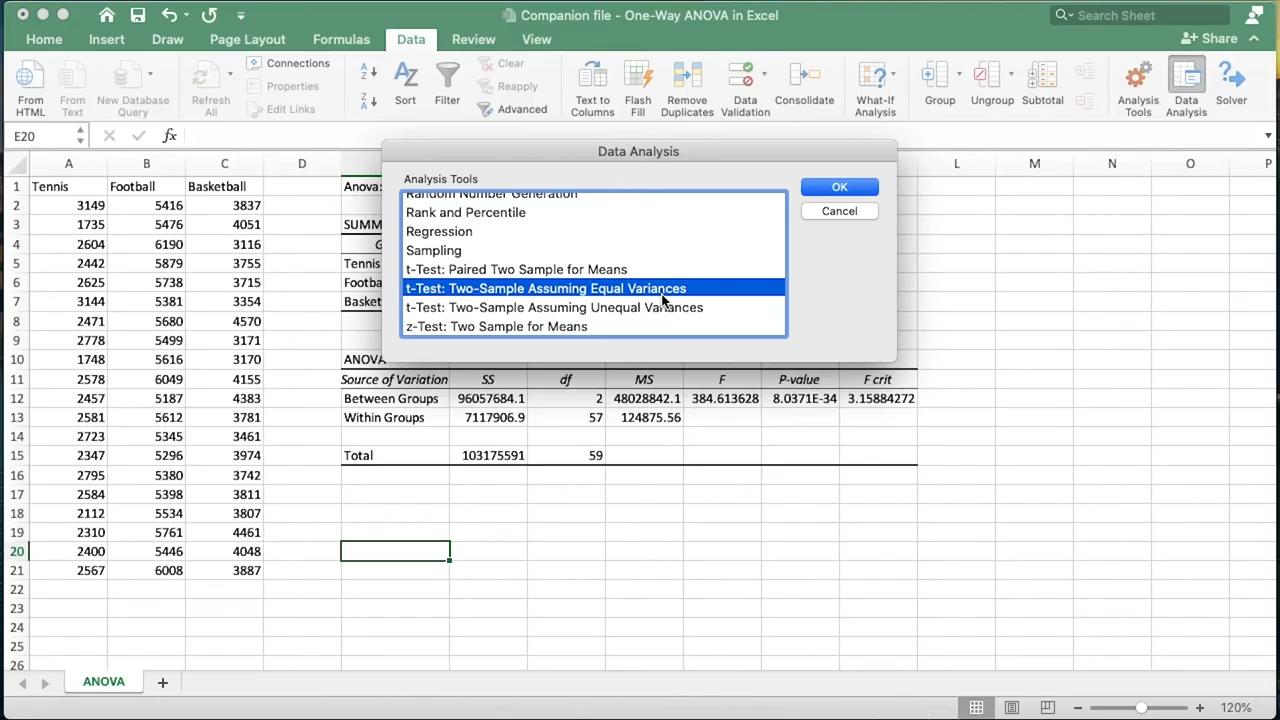 Companion file - One-Way ANOVA in Excel
Search Sheet
Home Insert Draw Page Layout Formulas Data Review View
Share
From HTML
From Text
New Database Query
Refresh All
Connections
Properties
Edit Links
Sort
Filter
Clear
Reapply
Advanced
Text to Columns
Flash Fill
Remove Duplicates
Data Validation
Consolidate
What-If Analysis
Group
Ungroup
Subtotal
Analysis Tools
Data Analysis
Solver
E20 fx
Data Analysis
Analysis Tools
Random Number Generation
Rank and Percentile
Regression
Sampling
t-Test: Paired Two Sample for Means
t-Test: Two-Sample Assuming Equal Variances
t-Test: Two-Sample Assuming Unequal Variances
z-Test: Two Sample for Means
OK
Cancel
A B C D L M N O P
1 Tennis Football Basketball Anova:
2 3149 5416 3837
3 1735 5476 4051 SUMM
4 2604 6190 3116 G
5 2442 5879 3755 Tennis
6 2625 5738 3715 Footba
7 3144 5381 3354 Basket
8 2471 5680 4570
9 2778 5499 3171
10 1748 5616 3170 ANOVA
11 2578 6049 4155 Source of Variation SS df MS F P-value F crit
12 2457 5187 4383 Between Groups 96057684.1 2 48028842.1 384.613628 8.0371E-34 3.15884272
13 2581 5612 3781 Within Groups 7117906.9 57 124875.56
14 2723 5345 3461
15 2347 5296 3974 Total 103175591 59
16 2795 5380 3742
17 2584 5398 3811
18 2112 5534 3807
19 2310 5761 4461
20 2400 5446 4048
21 2567 6008 3887
22
23
24
25
26
ANOVA
120%